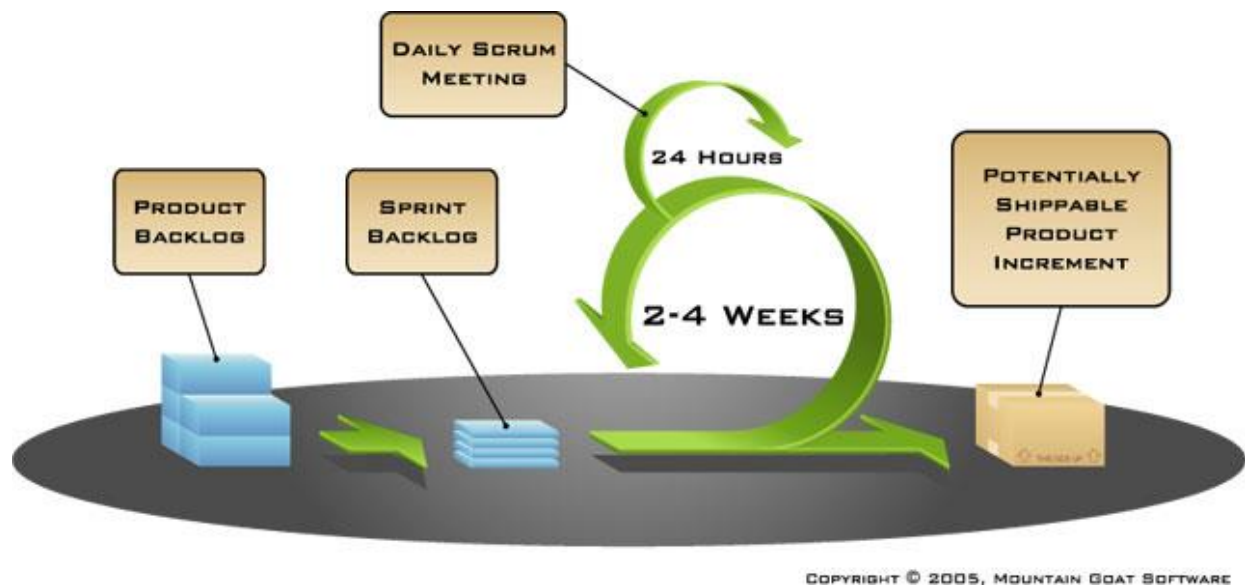 Daily Scrum
Meeting
24 Hours
Potentially
Shippable
Product
Increment
Product
Backlog
Sprint
Backlog
2-4 Weeks
Copyright © 2005, Mountain Goat Software